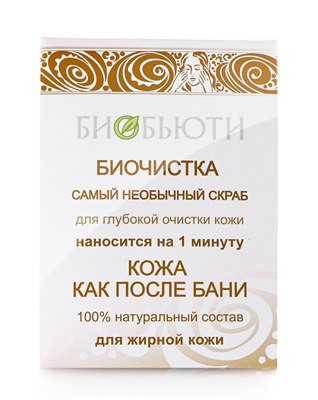 БИОБЬЮТИ
БИОЧИСТКА
САМЫЙ НЕОБЫЧНЫЙ СКРАБ
для глубокой очистки кожи
наносится на 1 минуту
КОЖА
КАК ПОСЛЕ БАНИ
100% натуральный состав
для жирной кожи